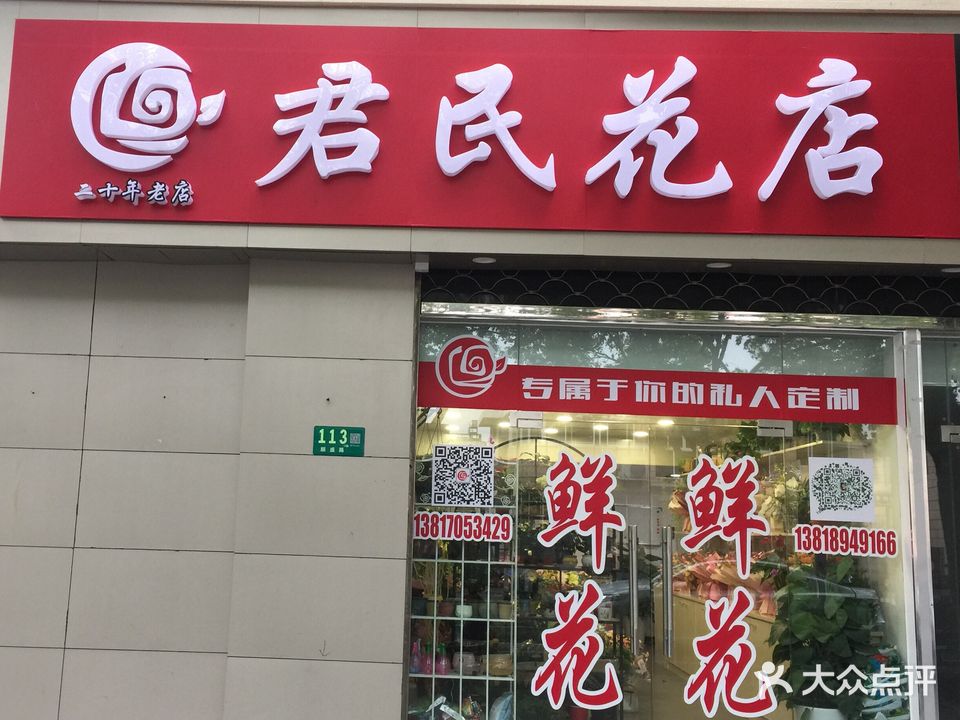 君民花店
二十年老店
专属于你的私人定制
113
13817053429
13818949166
鲜花
鲜花
大众点评